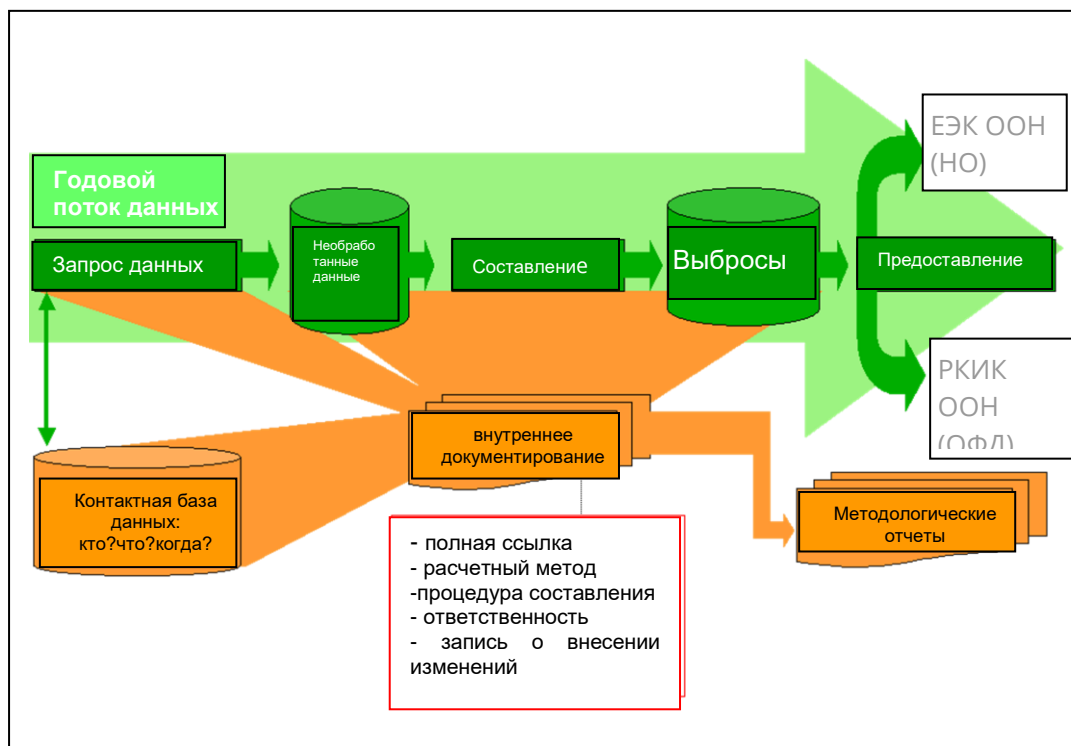 ЕЭК ООН
(НО)
Годовой
поток данных
Запрос данных
Необрабо
танные
данные
Составление
Выбросы
Предоставление
РКИК
ООН
(ОФД)
внутреннее
документирование
Контактная база
данных:
кто?что?когда?
Методологические
отчеты
- полная ссылка
- расчетный метод
-процедура составления
- ответственность
- запись о внесении
изменений